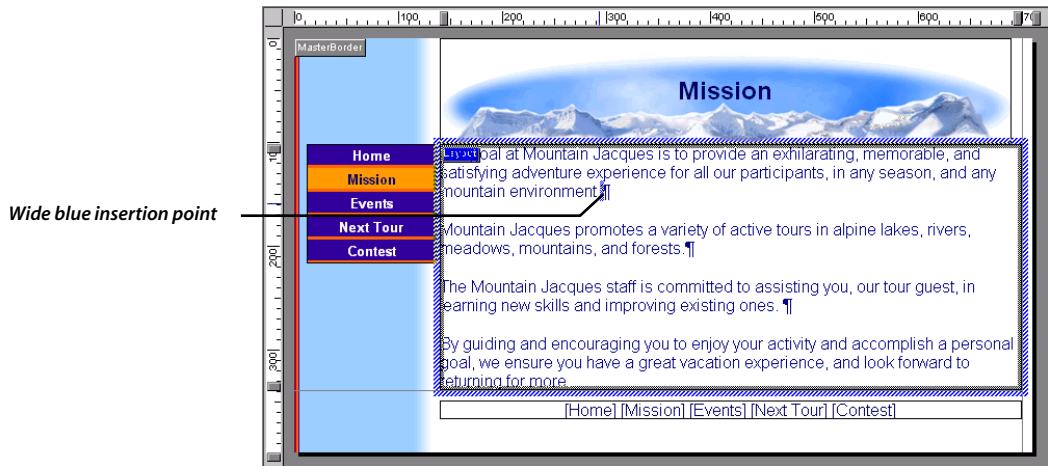 0 100 200 300 400 500 600 700
0
MasterBorder
Mission
100
Home
Layout oal at Mountain Jacques is to provide an exhilarating, memorable, and
Mission
satisfying adventure experience for all our participants, in any season, and any
mountain environment.¶
Events
Wide blue insertion point
Next Tour
Mountain Jacques promotes a variety of active tours in alpine lakes, rivers,
Contest
meadows, mountains, and forests.¶
200
The Mountain Jacques staff is committed to assisting you, our tour guest, in
learning new skills and improving existing ones. ¶
By guiding and encouraging you to enjoy your activity and accomplish a personal
300
goal, we ensure you have a great vacation experience, and look forward to
returning for more.
[Home] [Mission] [Events] [Next Tour] [Contest]